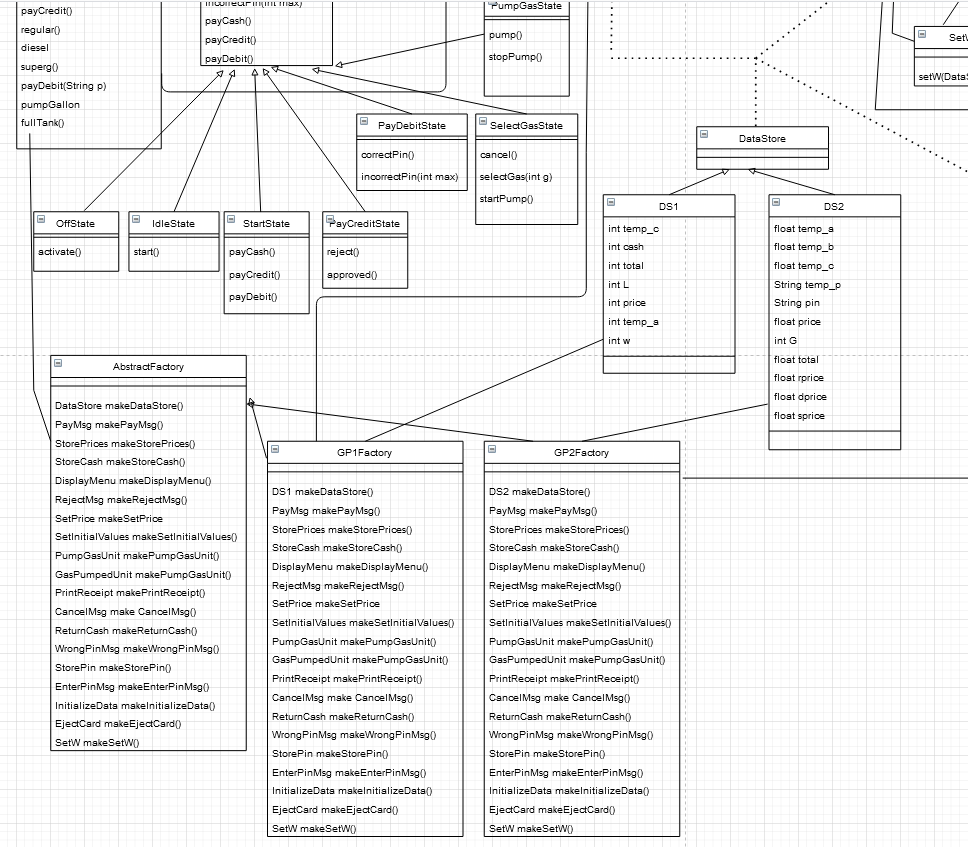 payCredit()
regular()
diesel
superg()
payDebit(String p)
pumpGallon
fullTank()
incorrectPin(int max)
payCash()
payCredit()
payDebit()
PumpGasState
pump()
stopPump()
SetW
setW(DataS
PayDebitState
correctPin()
incorrectPin(int max)
SelectGasState
cancel()
selectGas(int g)
startPump()
DataStore
OffState
activate()
IdleState
start()
StartState
payCash()
payCredit()
payDebit()
PayCreditState
reject()
approved()
DS1
int temp_c
int cash
int total
int L
int price
int temp_a
int w
DS2
float temp_a
float temp_b
float temp_c
String temp_p
String pin
float price
int G
float total
float rprice
float dprice
float sprice
AbstractFactory
DataStore makeDataStore()
PayMsg makePayMsg()
StorePrices makeStorePrices()
StoreCash makeStoreCash()
DisplayMenu makeDisplayMenu()
RejectMsg makeRejectMsg()
SetPrice makeSetPrice
SetInitialValues makeSetInitialValues()
PumpGasUnit makePumpGasUnit()
GasPumpedUnit makePumpGasUnit()
PrintReceipt makePrintReceipt()
CancelMsg make CancelMsg()
ReturnCash makeReturnCash()
WrongPinMsg makeWrongPinMsg()
StorePin makeStorePin()
EnterPinMsg makeEnterPinMsg()
InitializeData makeInitializeData()
EjectCard makeEjectCard()
SetW makeSetW()
GP1Factory
DS1 makeDataStore()
PayMsg makePayMsg()
StorePrices makeStorePrices()
StoreCash makeStoreCash()
DisplayMenu makeDisplayMenu()
RejectMsg makeRejectMsg()
SetPrice makeSetPrice
SetInitialValues makeSetInitialValues()
PumpGasUnit makePumpGasUnit()
GasPumpedUnit makePumpGasUnit()
PrintReceipt makePrintReceipt()
CancelMsg make CancelMsg()
ReturnCash makeReturnCash()
WrongPinMsg makeWrongPinMsg()
StorePin makeStorePin()
EnterPinMsg makeEnterPinMsg()
InitializeData makeInitializeData()
EjectCard makeEjectCard()
SetW makeSetW()
GP2Factory
DS2 makeDataStore()
PayMsg makePayMsg()
StorePrices makeStorePrices()
StoreCash makeStoreCash()
DisplayMenu makeDisplayMenu()
RejectMsg makeRejectMsg()
SetPrice makeSetPrice
SetInitialValues makeSetInitialValues()
PumpGasUnit makePumpGasUnit()
GasPumpedUnit makePumpGasUnit()
PrintReceipt makePrintReceipt()
CancelMsg make CancelMsg()
ReturnCash makeReturnCash()
WrongPinMsg makeWrongPinMsg()
StorePin makeStorePin()
EnterPinMsg makeEnterPinMsg()
InitializeData makeInitializeData()
EjectCard makeEjectCard()
SetW makeSetW()